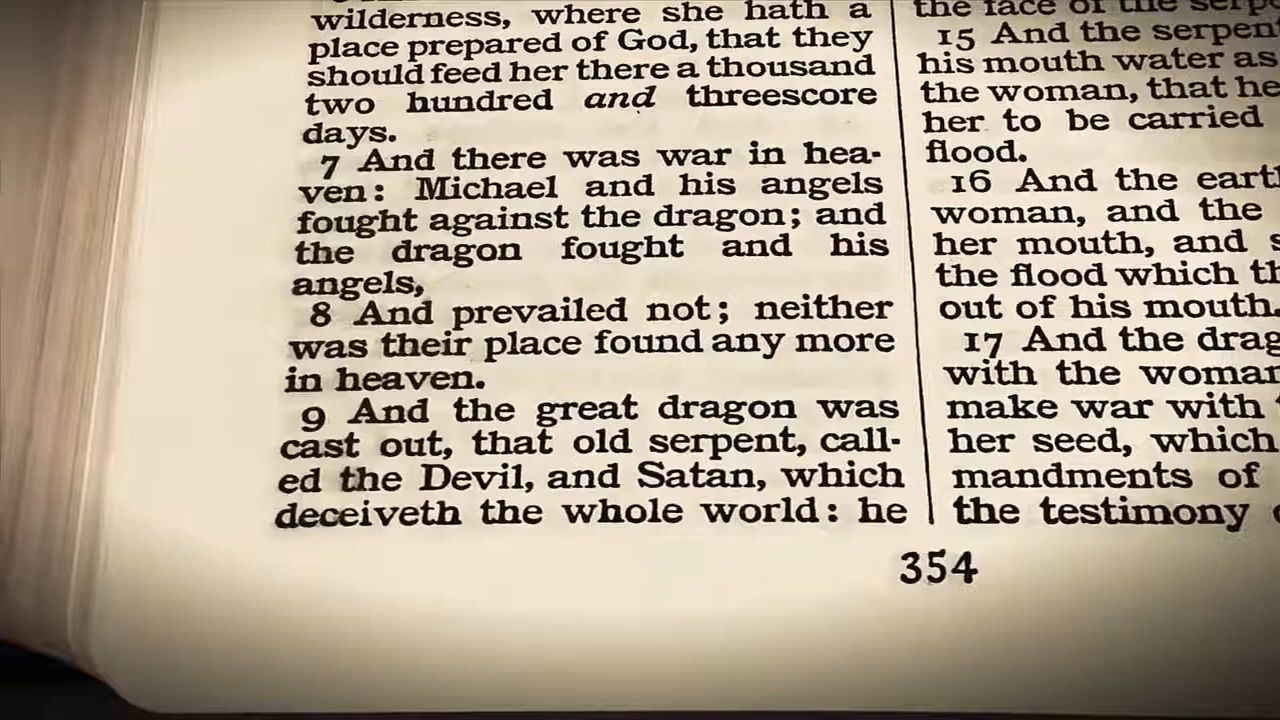 wilderness, where she hath a
place prepared of God, that they
should feed her there a thousand
two hundred and threescore
days.
7 And there was war in hea-
ven: Michael and his angels
fought against the dragon; and
the dragon fought and his
angels,
8 And prevailed not; neither
was their place found any more
in heaven.
9 And the great dragon was
cast out, that old serpent, call-
ed the Devil, and Satan, which
deceiveth the whole world: he
the face of the
15 And the serpent
his mouth water as
the woman, that he
her to be carried
flood.
16 And the earth
woman, and the
her mouth, and
the flood which
out of his mouth.
17 And the
with the woman
make war with
her seed, which
mandments of
the testimony
354